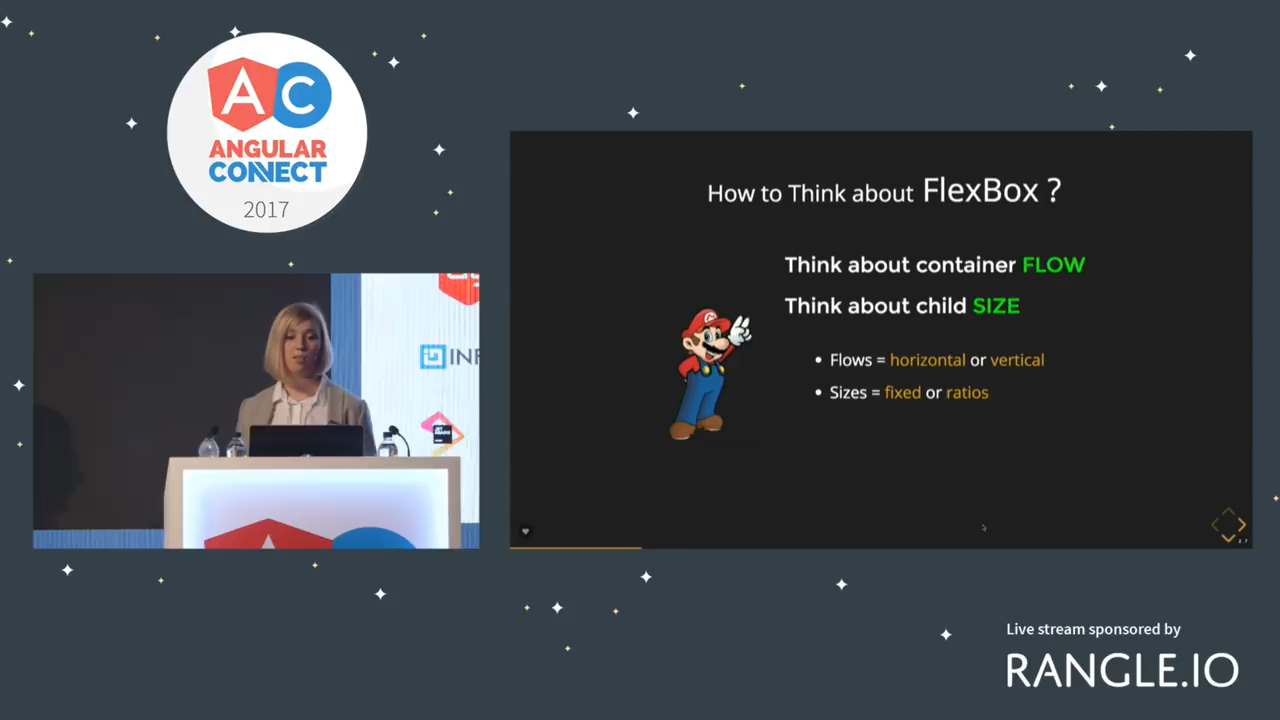 AC
ANGULAR
CONNECT
2017
How to Think about FlexBox ?
Think about container FLOW
Think about child SIZE
• Flows = horizontal or vertical
• Sizes = fixed or ratios
INF
Live stream sponsored by
RANGLE.IO